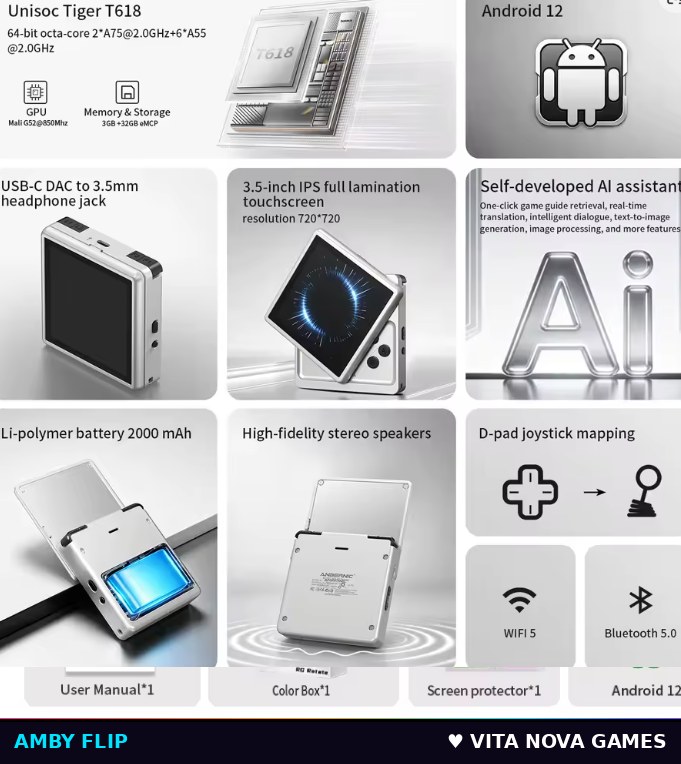 Unisoc Tiger T618
64-bit octa-core 2*A75@2.0GHz+6*A55
@2.0GHz
T618
GPU
Mali G52@850Mhz
Memory & Storage
3GB +32GB eMCP
Android 12
USB-C DAC to 3.5mm
headphone jack
3.5-inch IPS full lamination
touchscreen
resolution 720*720
Self-developed AI assistant
One-click game guide retrieval, real-time
translation, intelligent dialogue, text-to-image
generation, image processing, and more features
Ai
Li-polymer battery 2000 mAh
High-fidelity stereo speakers
ANBERNIC
D-pad joystick mapping
WIFI 5
Bluetooth 5.0
RG Rotate
User Manual*1
Color Box*1
Screen protector*1
Android 12
AMBY FLIP
♥ VITA NOVA GAMES